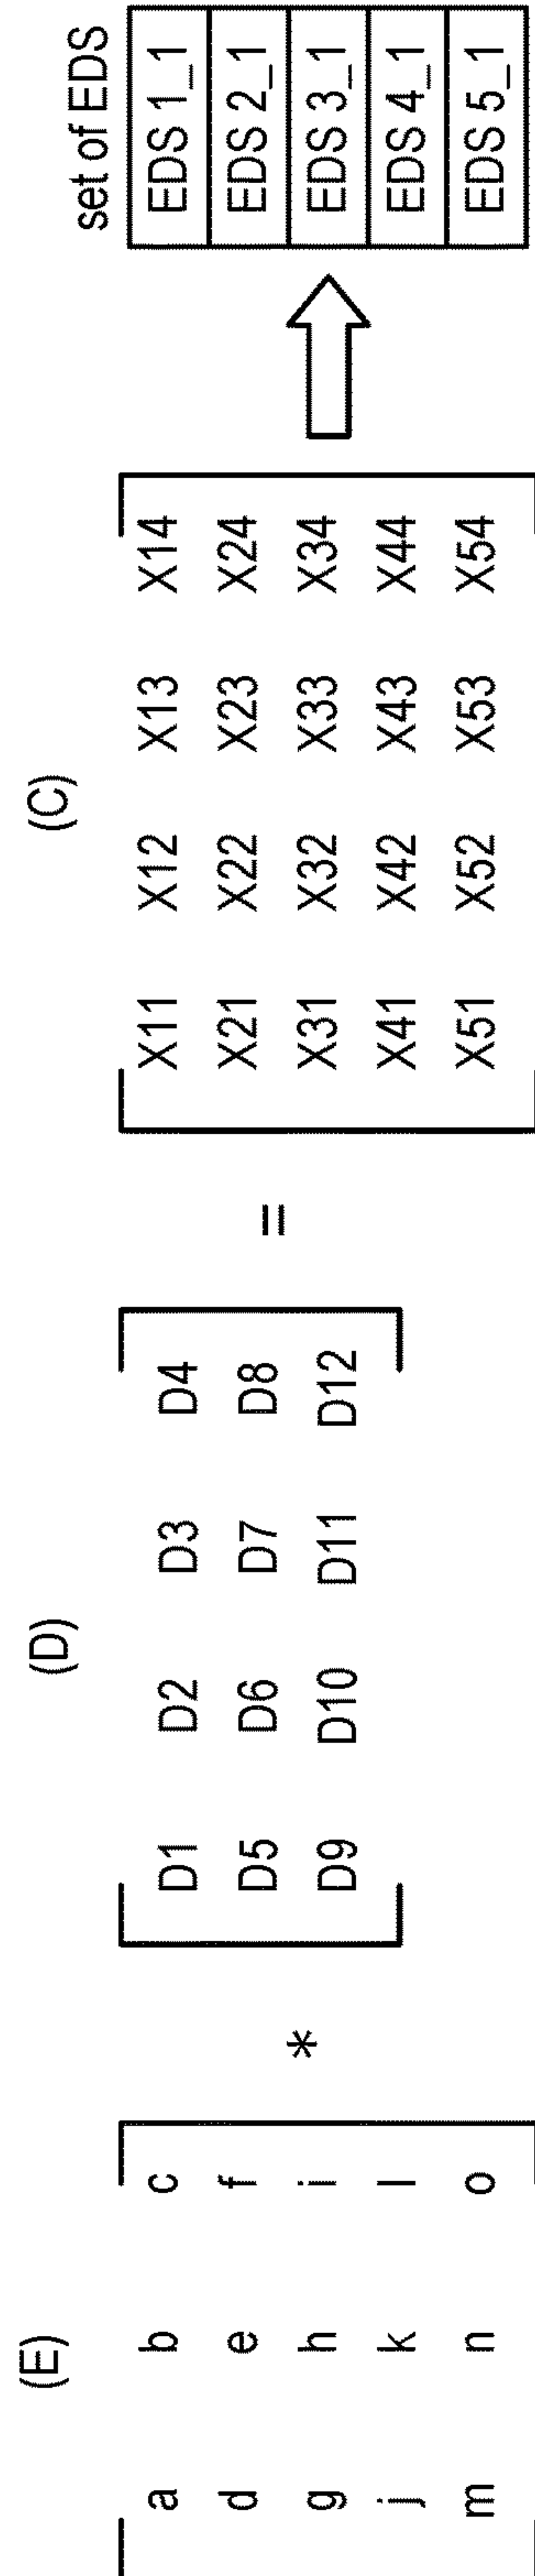 (E)
a b c
d e f
g h i
j k l
m n o
*
(D)
D1 D2 D3 D4
D5 D6 D7 D8
D9 D10 D11 D12
=
(C)
X11 X12 X13 X14
X21 X22 X23 X24
X31 X32 X33 X34
X41 X42 X43 X44
X51 X52 X53 X54
set of EDS
EDS 1_1
EDS 2_1
EDS 3_1
EDS 4_1
EDS 5_1